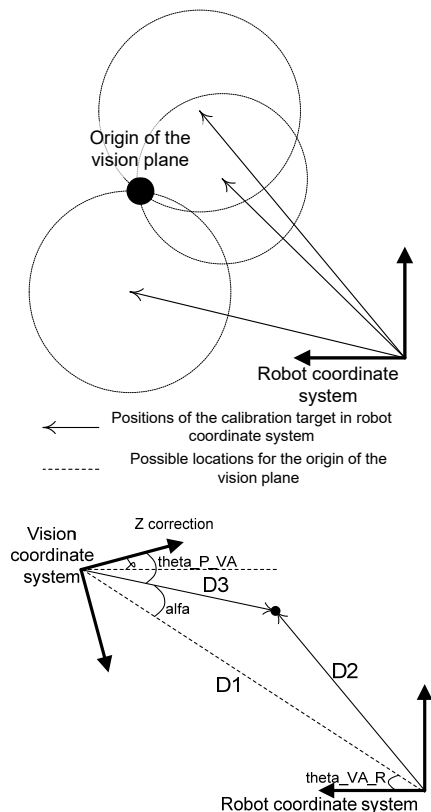 Origin of the
vision plane
Robot coordinate
system
Positions of the calibration target in robot
coordinate system
Possible locations for the origin of the
vision plane
Vision
coordinate
system
Z correction
theta_P_VA
D3
alfa
D1
D2
theta_VA_R
Robot coordinate system